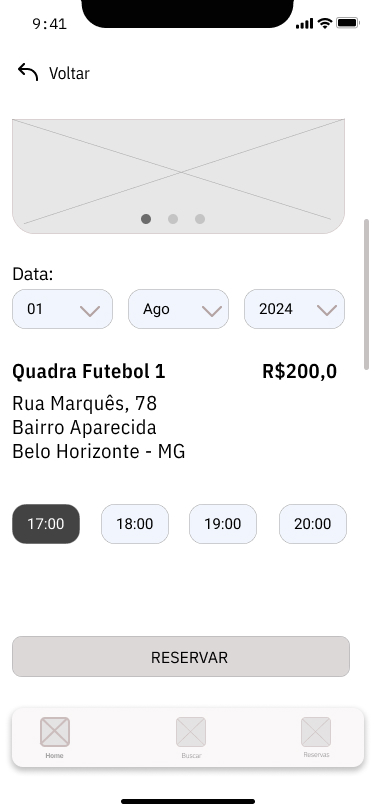 9:41
Voltar
Data:
01 Ago 2024
Quadra Futebol 1 R$200,0
Rua Marquês, 78
Bairro Aparecida
Belo Horizonte - MG
17:00 18:00 19:00 20:00
RESERVAR
Home Buscar Reservas